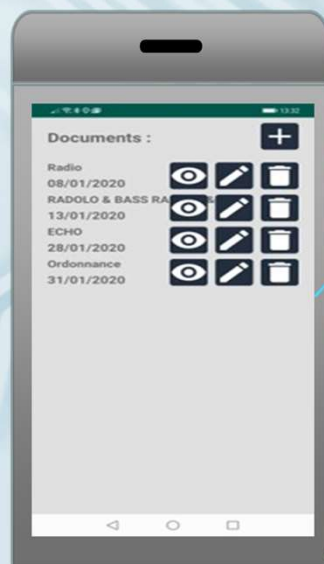 13:32
Documents :
Radio
08/01/2020
RADOLO & BASS RA
13/01/2020
ECHO
28/01/2020
Ordonnance
31/01/2020